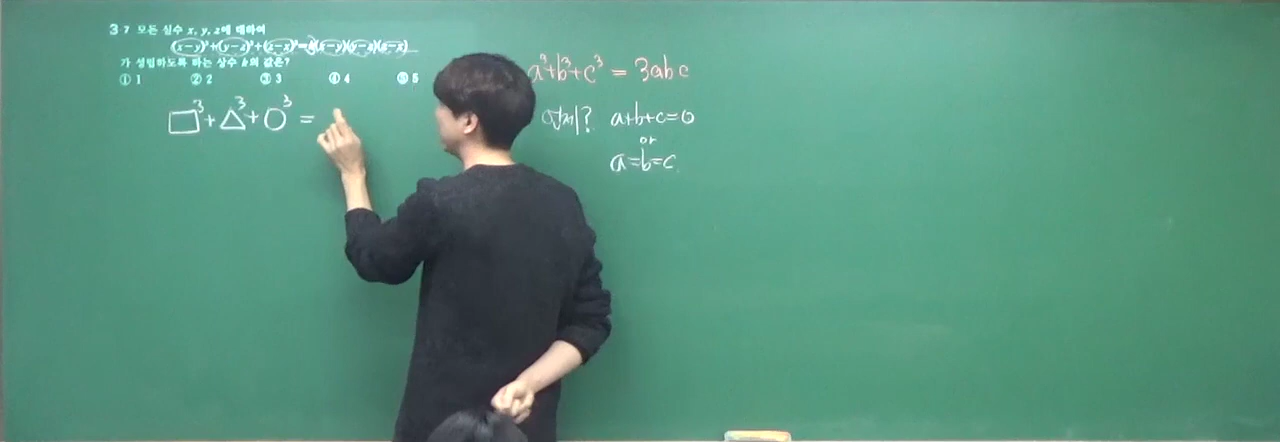 37 모든 실수 x, y, z에 대하여
(x-y)³+(y-z)³+(z-x)³=k(x-y)(y-z)(z-x)
가 성립하도록 하는 상수 k의 값은?
① 1 ② 2 ③ 3 ④ 4 ⑤ 5
□³+△³+○³=
a³+b³+c³ = 3abc
언제? a+b+c=0
or
a=b=c